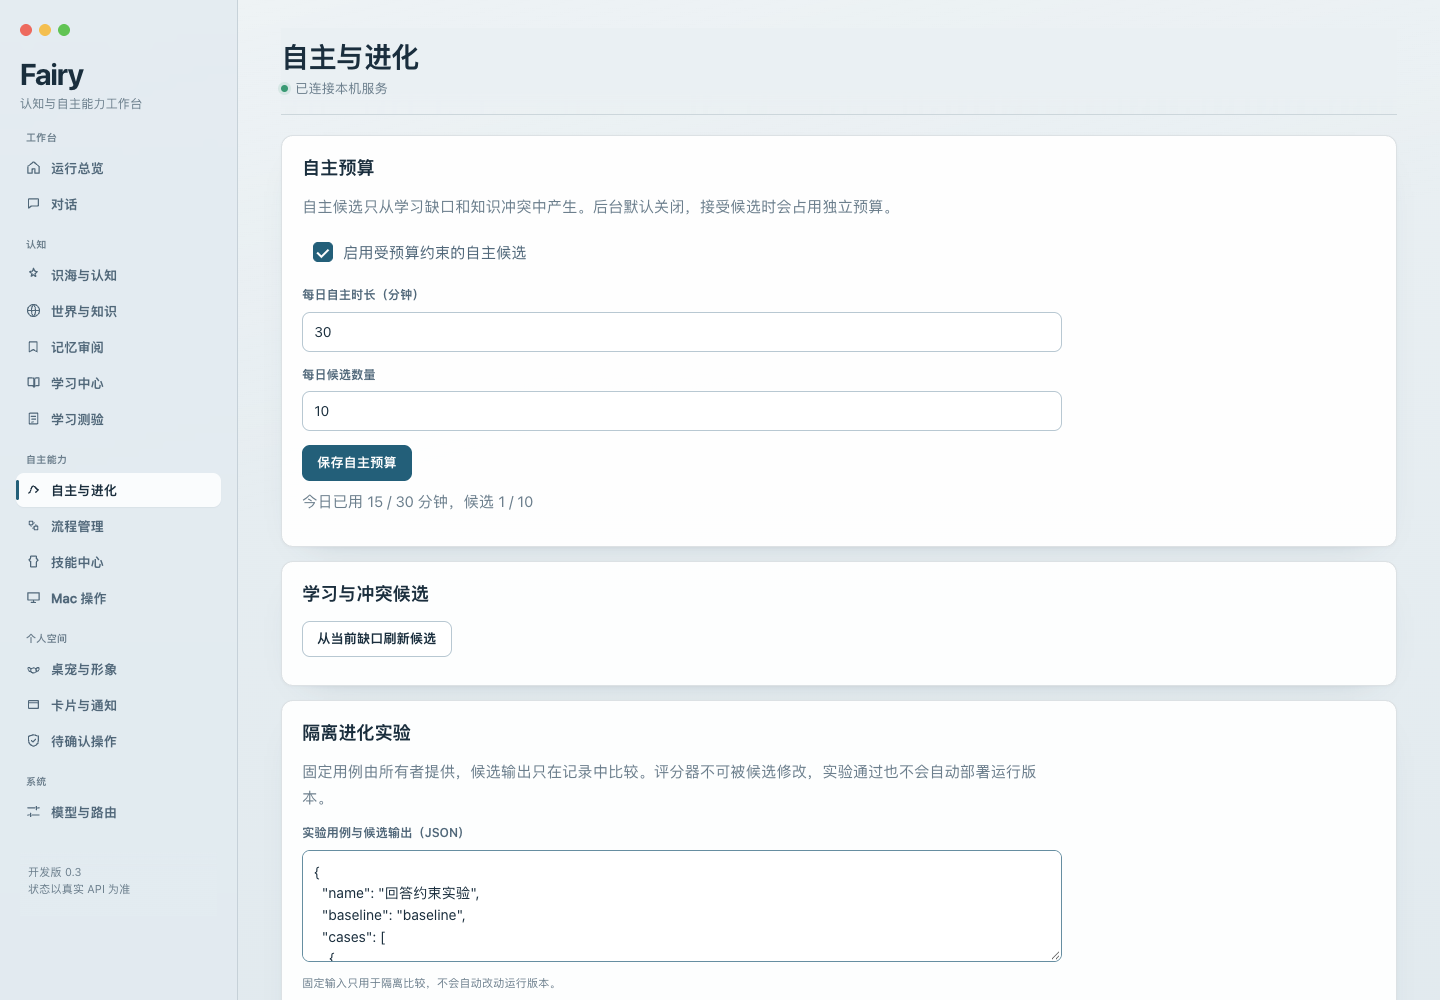 Fairy
认知与自主能力工作台
工作台
运行总览
对话
认知
识海与认知
世界与知识
记忆审阅
学习中心
学习测验
自主能力
自主与进化
流程管理
技能中心
Mac 操作
个人空间
桌宠与形象
卡片与通知
待确认操作
系统
模型与路由
开发版 0.3
状态以真实 API 为准
自主与进化
已连接本机服务
自主预算
自主候选只从学习缺口和知识冲突中产生。后台默认关闭，接受候选时会占用独立预算。
启用受预算约束的自主候选
每日自主时长（分钟）
30
每日候选数量
10
保存自主预算
今日已用 15 / 30 分钟，候选 1 / 10
学习与冲突候选
从当前缺口刷新候选
隔离进化实验
固定用例由所有者提供，候选输出只在记录中比较。评分器不可被候选修改，实验通过也不会自动部署运行版
本。
实验用例与候选输出（JSON）
{
"name": "回答约束实验",
"baseline": "baseline",
"cases": [
{
固定输入只用于隔离比较，不会自动改动运行版本。